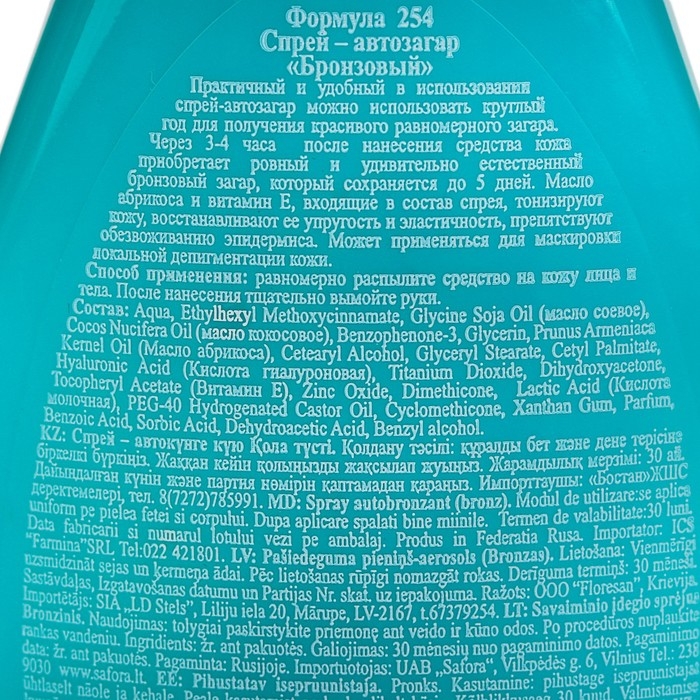 Формула 254
Спрей – автозагар
«Бронзовый»
Практичный и удобный в использовании
спрей-автозагар можно использовать круглый
год для получения красивого равномерного загара.
Через 3-4 часа после нанесения средства кожа
приобретает ровный и удивительно естественный
бронзовый загар, который сохраняется до 5 дней. Масло
абрикоса и витамин Е, входящие в состав спрея, тонизируют
кожу, восстанавливают ее упругость и эластичность, препятствуют
обезвоживанию эпидермиса. Может применяться для маскировки
локальной депигментации кожи.
Способ применения: равномерно распылите средство на кожу лица и
тела. После нанесения тщательно вымойте руки.
Состав: Aqua, Ethylhexyl Methoxycinnamate, Glycine Soja Oil (масло соевое),
Cocos Nucifera Oil (масло кокосовое), Benzophenone-3, Glycerin, Prunus Armeniaca
Kernel Oil (Масло абрикоса), Cetearyl Alcohol, Glyceryl Stearate, Cetyl Palmitate,
Hyaluronic Acid (Кислота гиалуроновая), Titanium Dioxide, Dihydroxyacetone,
Tocopheryl Acetate (Витамин Е), Zinc Oxide, Dimethicone, Lactic Acid (Кислота
молочная), PEG-40 Hydrogenated Castor Oil, Cyclomethicone, Xanthan Gum, Parfum,
Benzoic Acid, Sorbic Acid, Dehydroacetic Acid, Benzyl alcohol.
KZ: Спрей – автокүнге күю Қола түсті. Қолдану тәсілі: құралды бет және дене терісіне
біркелкі бүркіңіз. Жаққан кейін қолыңызды жақсылап жуыңыз. Жарамдылық мерзімі: 30 ай.
Дайындалған күнін және партия нөмірін қаптамадан қараңыз. Импорттаушы: «Бостан»ЖШС
деректемелері, тел. 8(7272)785991. MD: Spray autobronzant (bronz). Modul de utilizare:se aplica
uniform pe pielea fetei si corpului. Dupa aplicare spalati bine miinile. Termen de valabilitate:30 luni.
Data fabricarii si numarul lotului vezi pe ambalaj. Produs in Federatia Rusa. Importator: ICS
"Farmina"SRL Tel:022 421801. LV: Pašiedeguma pieniņš-aerosols (Bronzas). Lietošana: Vienmērīgi
uzsmidzināt sejas un ķermeņa ādai. Pēc lietošanas rūpīgi nomazgāt rokas. Derīguma termiņš: 30 mēneši.
Sastāvdaļas, Izgatavošanas datumu un Partijas Nr. skat. uz iepakojuma. Ražots: OOO "Floresan", Krievija.
Importētājs: SIA „LD Stels", Liliju iela 20, Mārupe, LV-2167, t.67379254. LT: Savaiminio įdegio sprėjus
Bronzinis. Naudojimas: tolygiai paskirstykite priemonę ant veido ir kūno odos. Po procedūros nuplaukite
rankas vandeniu. Ingridients: žr. ant pakuotės. Galiojimas: 30 mėnesių nuo pagaminimo datos. Pagaminimo
data: žr. ant pakuotės. Pagaminta: Rusijoje. Importuotojas: UAB „Safora", Vilkpėdės g. 6, Vilnius Tel.: 238
9030 www.safora.lt. EE: Pihustatav isepruunistaja. Pronks. Kasutamine: pihustage isepruunistaja
ühtlaselt näole ja kehale.